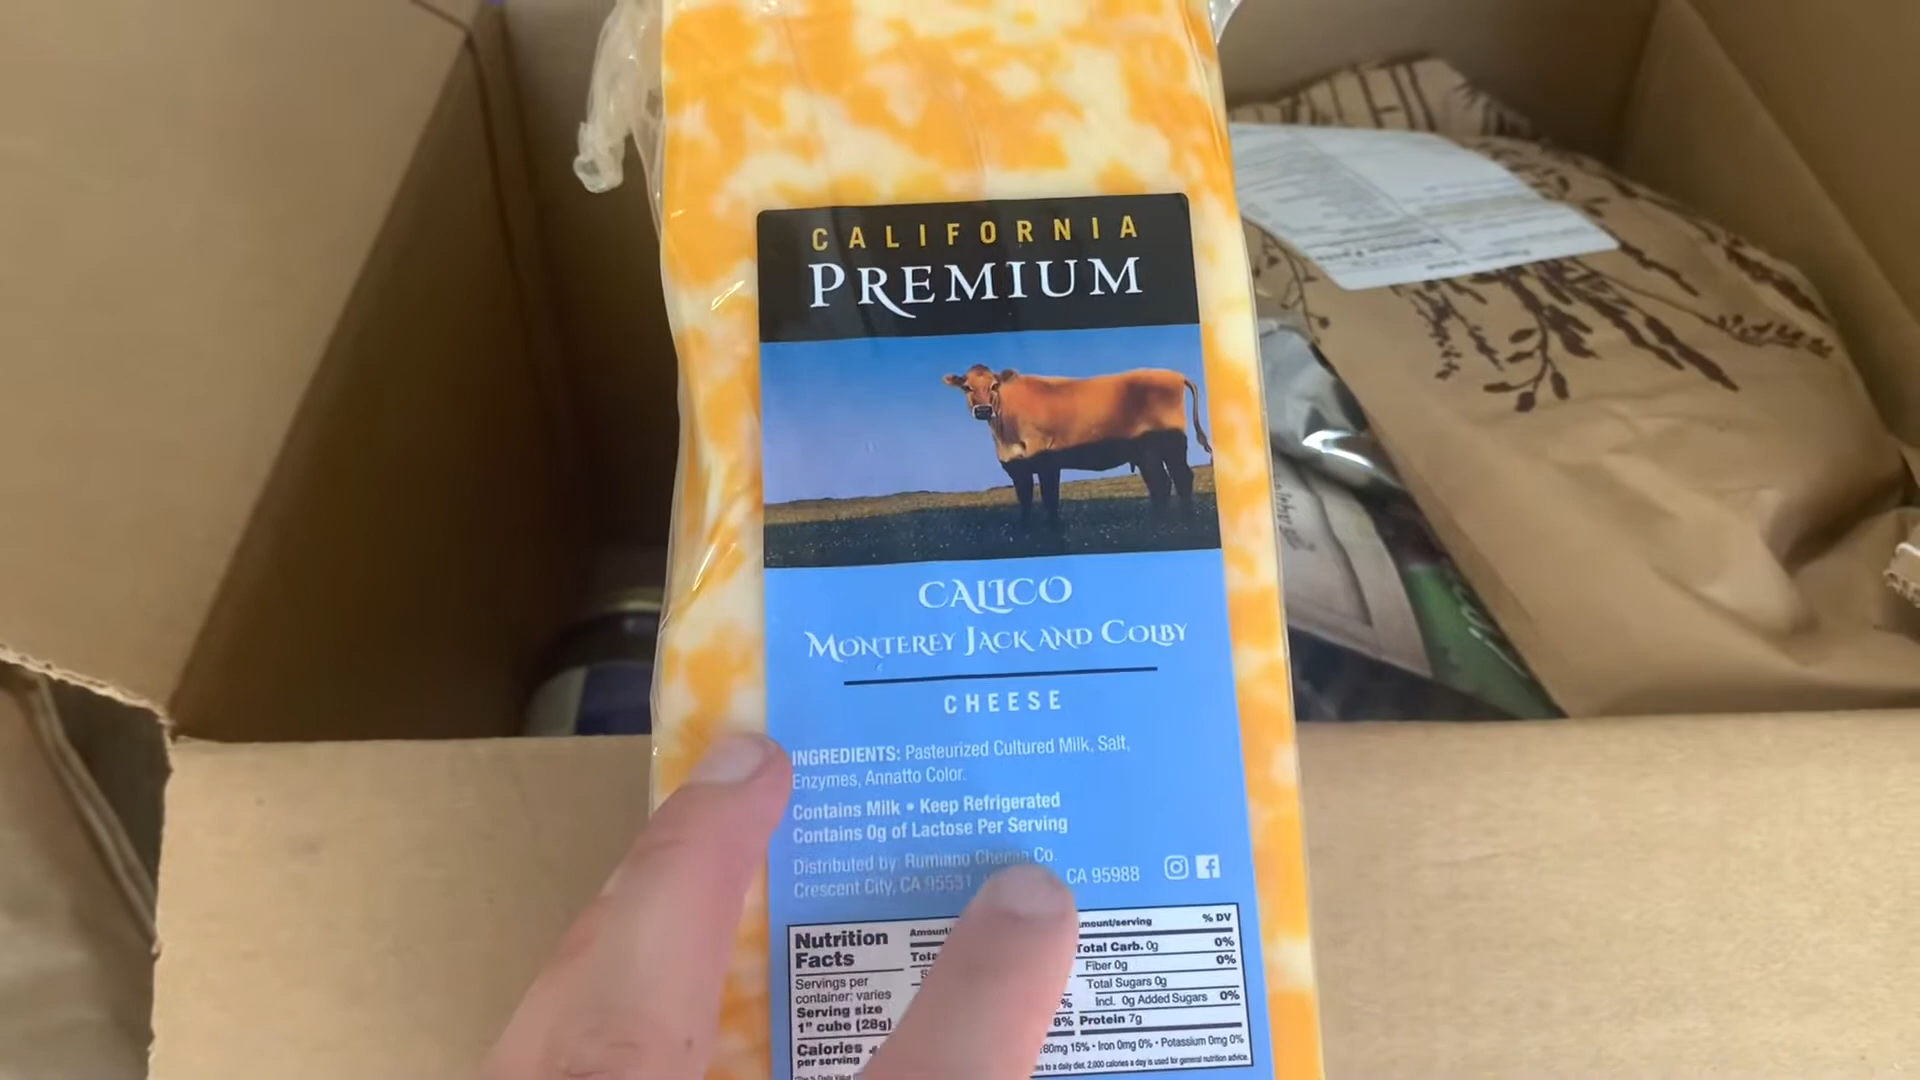 CALIFORNIA
PREMIUM
CALICO
MONTEREY JACK AND COLBY
CHEESE
INGREDIENTS: Pasteurized Cultured Milk, Salt,
Enzymes, Annatto Color.
Contains Milk • Keep Refrigerated
Contains 0g of Lactose Per Serving
Distributed by: Rumiano Cheese Co.
Crescent City, CA 95531 CA 95988
Nutrition
Facts
Servings per
container: varies
Serving size
1" cube (28g)
Calories
per serving
mount/serving % DV
Total Carb. 0g 0%
Fiber 0g 0%
Total Sugars 0g
Incl. 0g Added Sugars 0%
8% Protein 7g
80mg 15% • Iron 0mg 0% • Potassium 0mg 0%
to a daily diet. 2,000 calories a day is used for general nutrition advice.